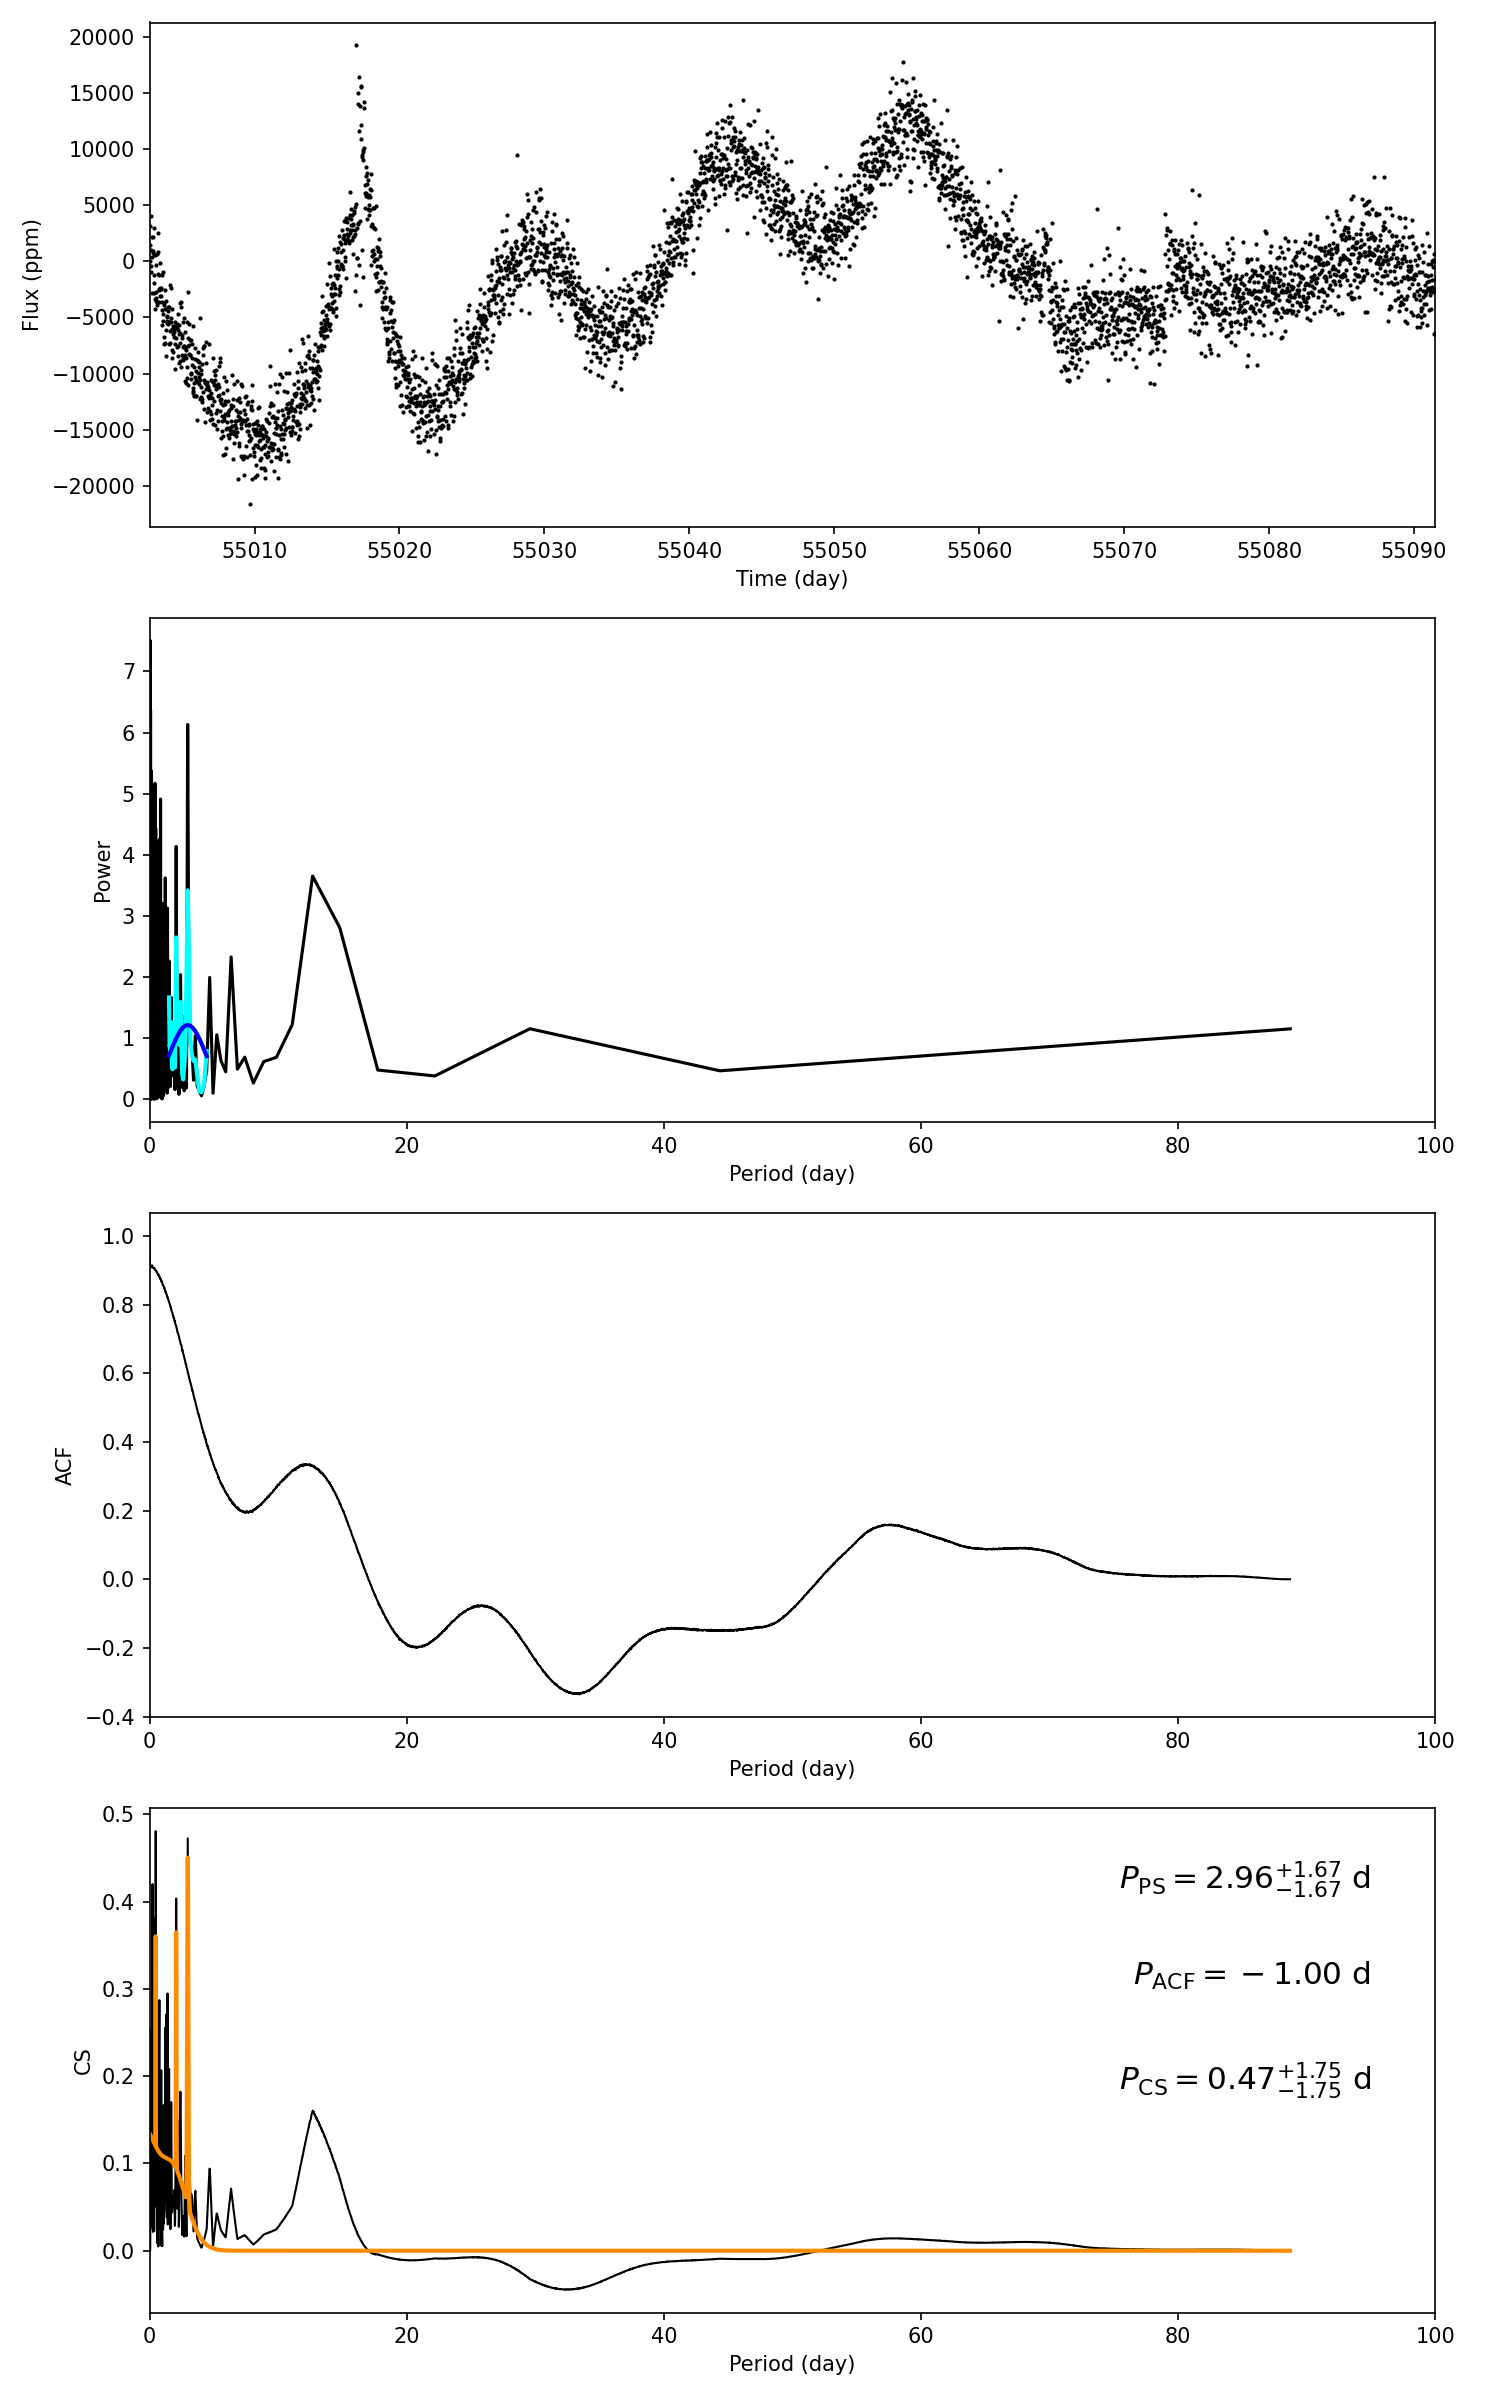 20000
15000
10000
5000
0
−5000
−10000
−15000
−20000
Flux (ppm)
55010 55020 55030 55040 55050 55060 55070 55080 55090
Time (day)
7
6
5
4
3
2
1
0
Power
0 20 40 60 80 100
Period (day)
1.0
0.8
0.6
0.4
0.2
0.0
−0.2
−0.4
ACF
0 20 40 60 80 100
Period (day)
0.5
0.4
0.3
0.2
0.1
0.0
CS
P_PS = 2.96 +1.67 −1.67 d
P_ACF = −1.00 d
P_CS = 0.47 +1.75 −1.75 d
0 20 40 60 80 100
Period (day)